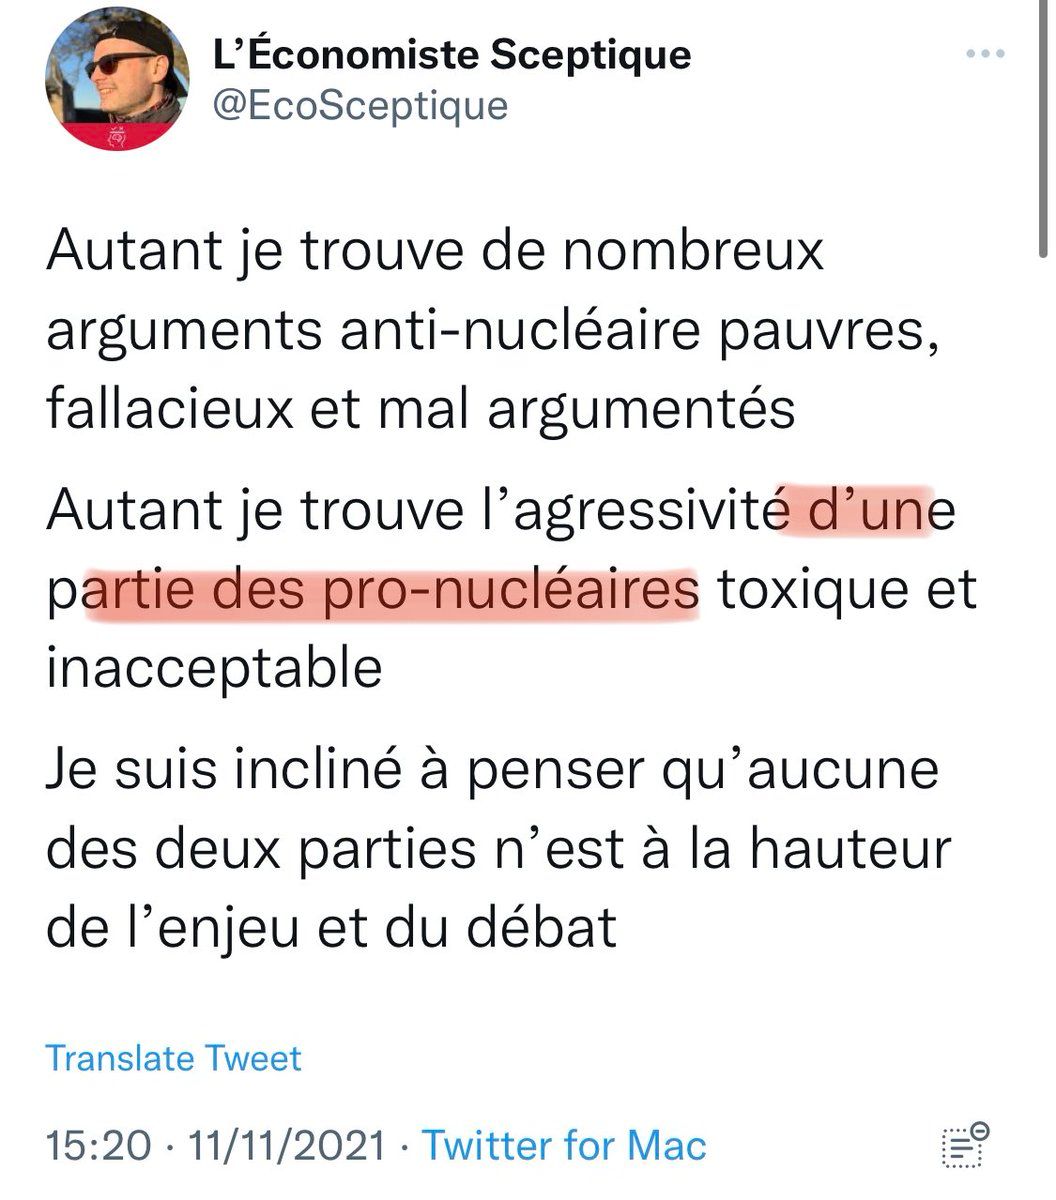 L’Économiste Sceptique
@EcoSceptique
Autant je trouve de nombreux
arguments anti-nucléaire pauvres,
fallacieux et mal argumentés
Autant je trouve l’agressivité d’une
partie des pro-nucléaires toxique et
inacceptable
Je suis incliné à penser qu’aucune
des deux parties n’est à la hauteur
de l’enjeu et du débat
Translate Tweet
15:20 · 11/11/2021 · Twitter for Mac